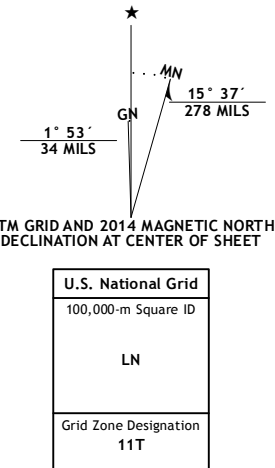 MN
GN
15° 37´
278 MILS
1° 53´
34 MILS
TM GRID AND 2014 MAGNETIC NORTH
DECLINATION AT CENTER OF SHEET
U.S. National Grid
100,000-m Square ID
LN
Grid Zone Designation
11T